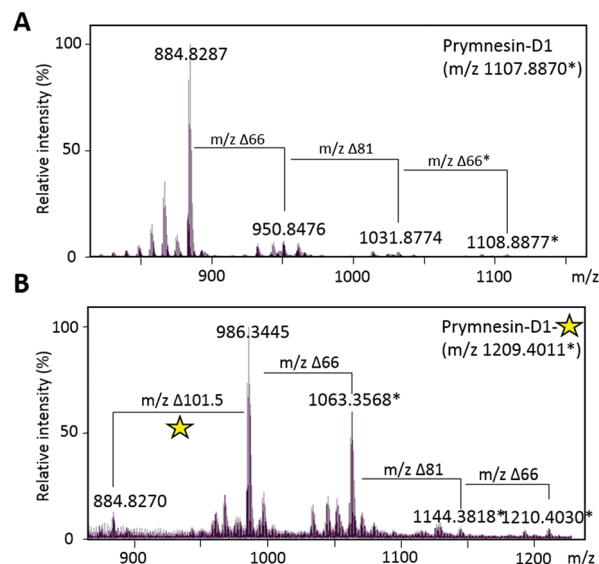 A
Relative intensity (%)
100
50
0
884.8287
Prymnesin-D1
(m/z 1107.8870*)
m/z Δ66
m/z Δ81
m/z Δ66*
950.8476
1031.8774
1108.8877*
900
1000
1100
m/z
B
Relative intensity (%)
100
50
0
986.3445
Prymnesin-D1-
(m/z 1209.4011*)
m/z Δ66
m/z Δ101.5
1063.3568*
m/z Δ81
m/z Δ66
884.8270
1144.3818*
1210.4030*
900
1000
1100
1200
m/z